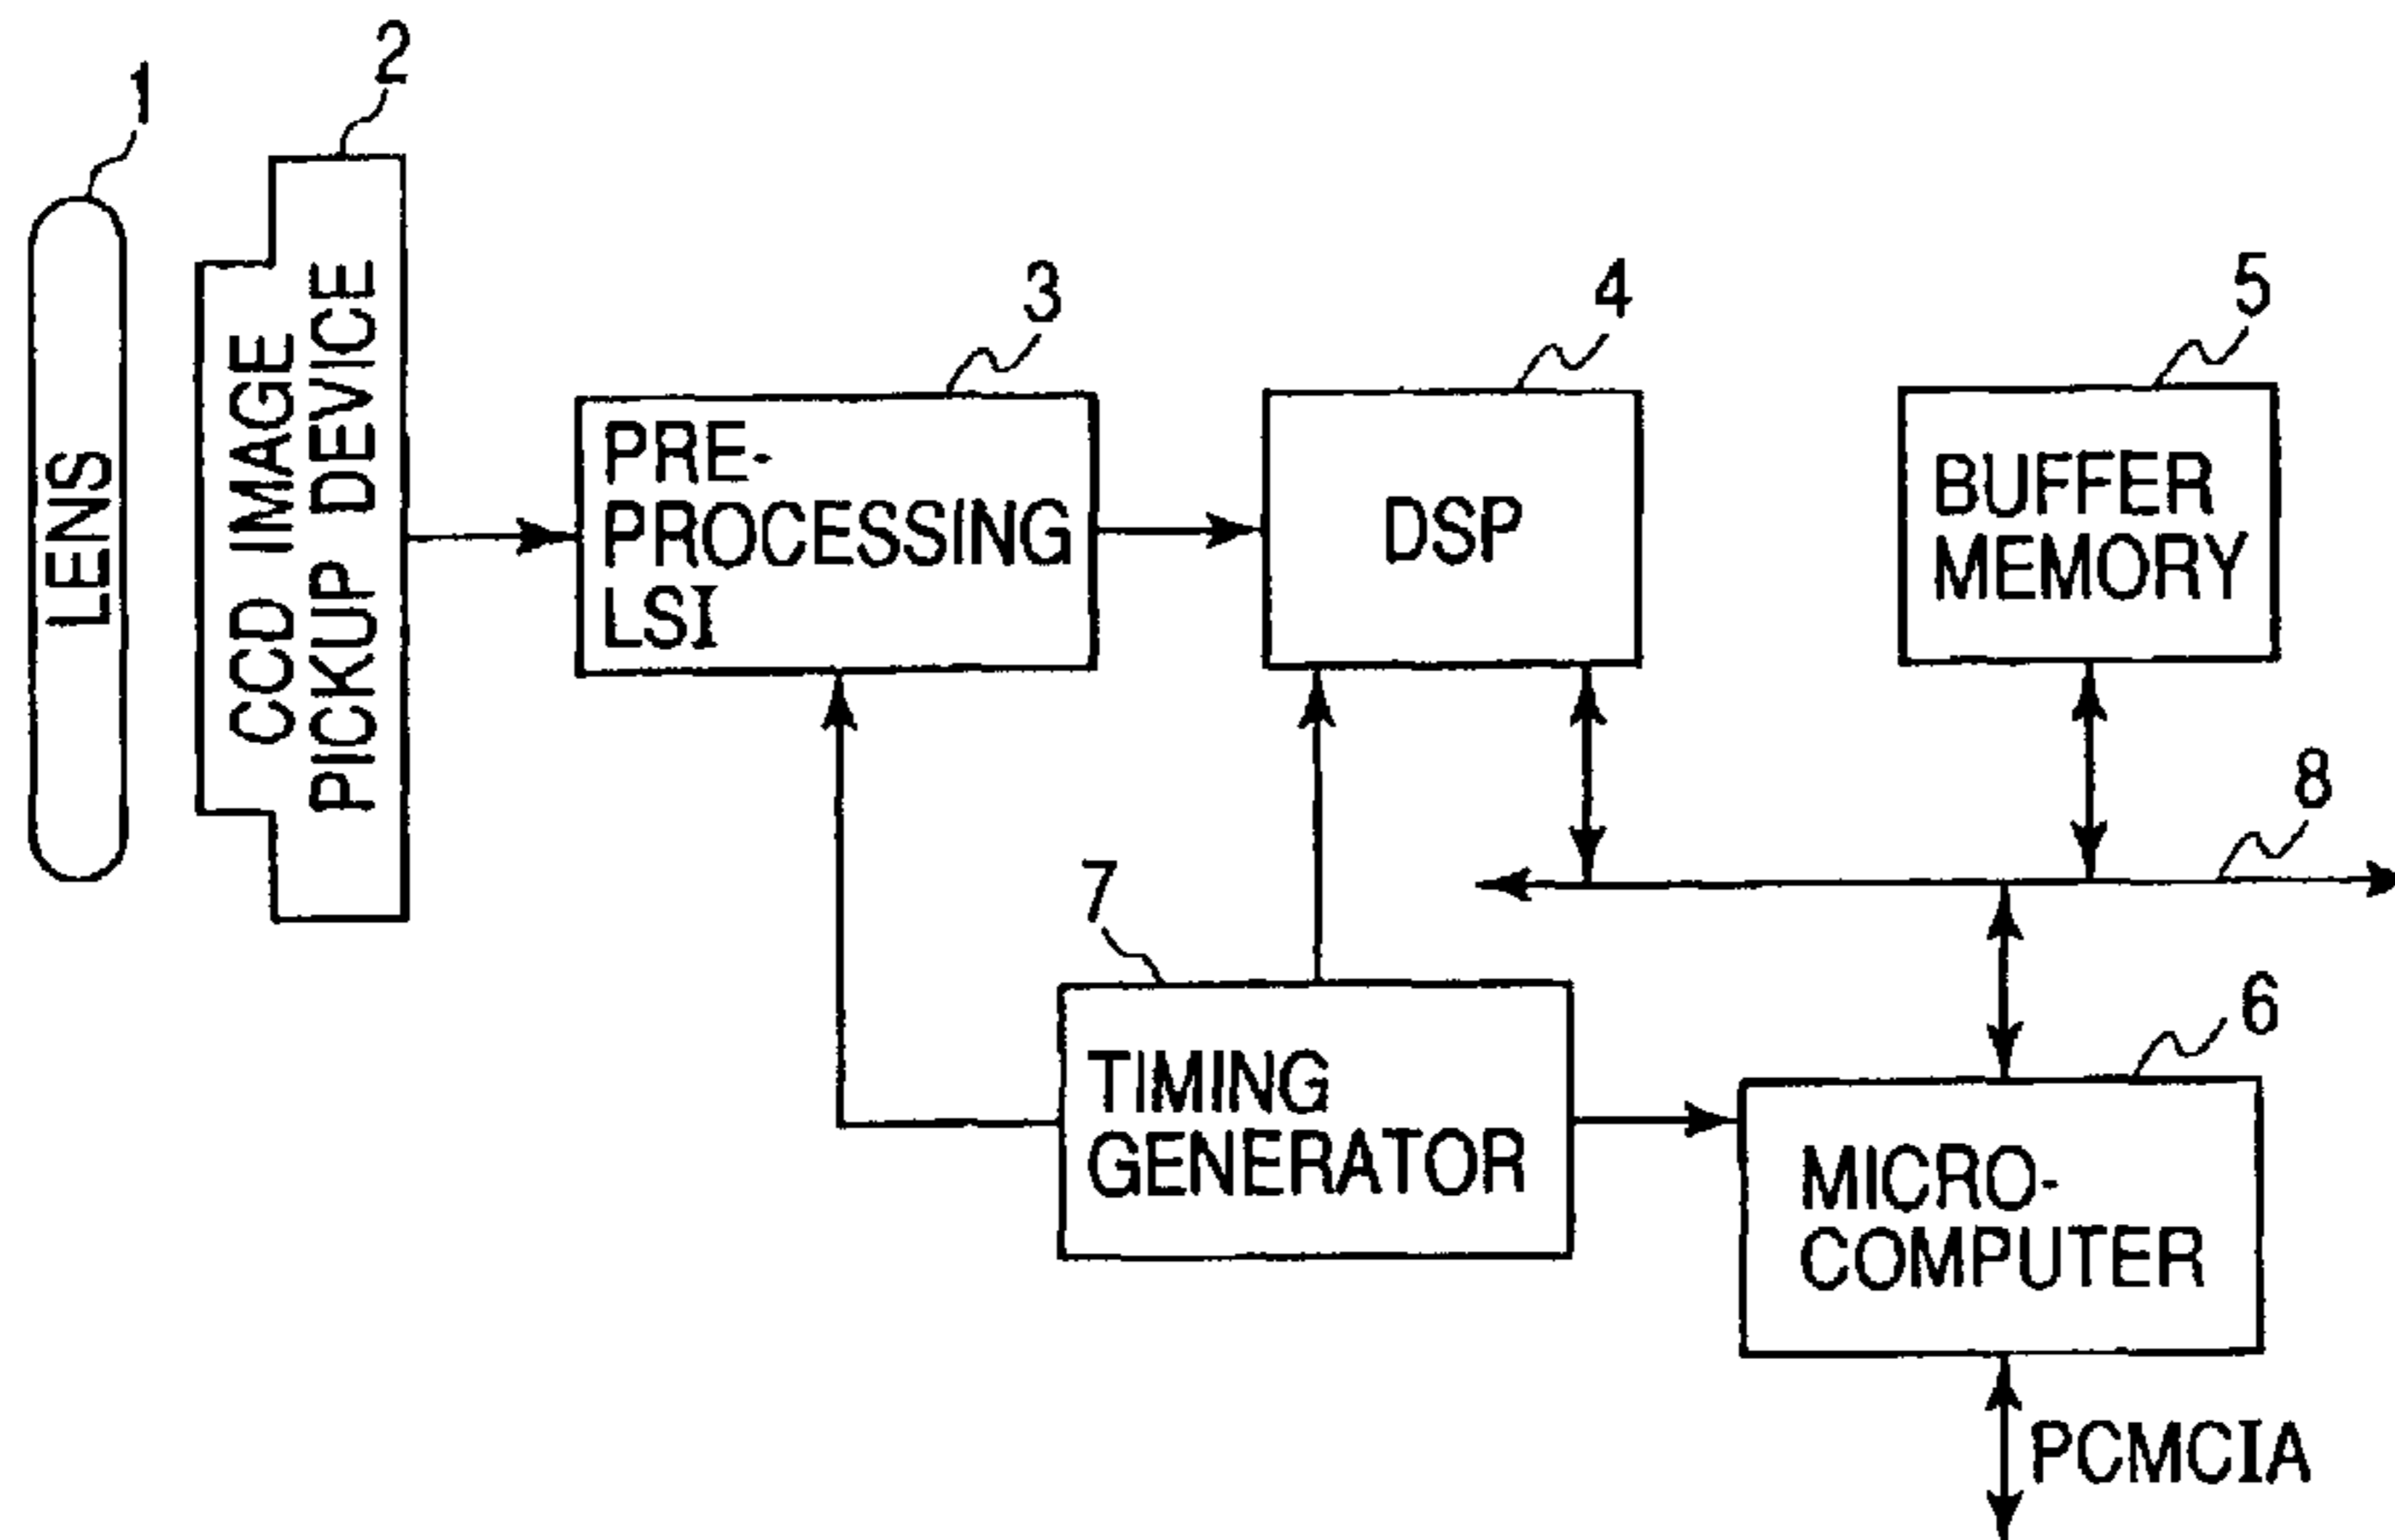 1
LENS
2
CCD IMAGE
PICKUP DEVICE
3
PRE-
PROCESSING
LSI
4
DSP
5
BUFFER
MEMORY
8
7
TIMING
GENERATOR
6
MICRO-
COMPUTER
PCMCIA